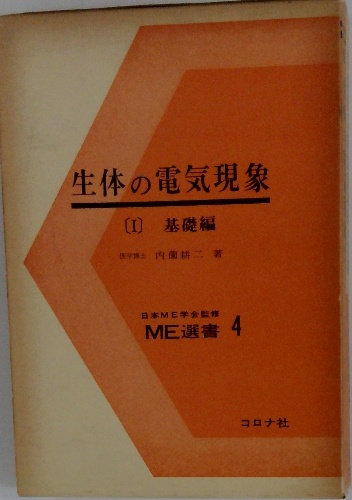 生体の電気現象
〔I〕 基礎編
医学博士 内薗耕二 著
日本ME学会監修
ME選書 4
コロナ社